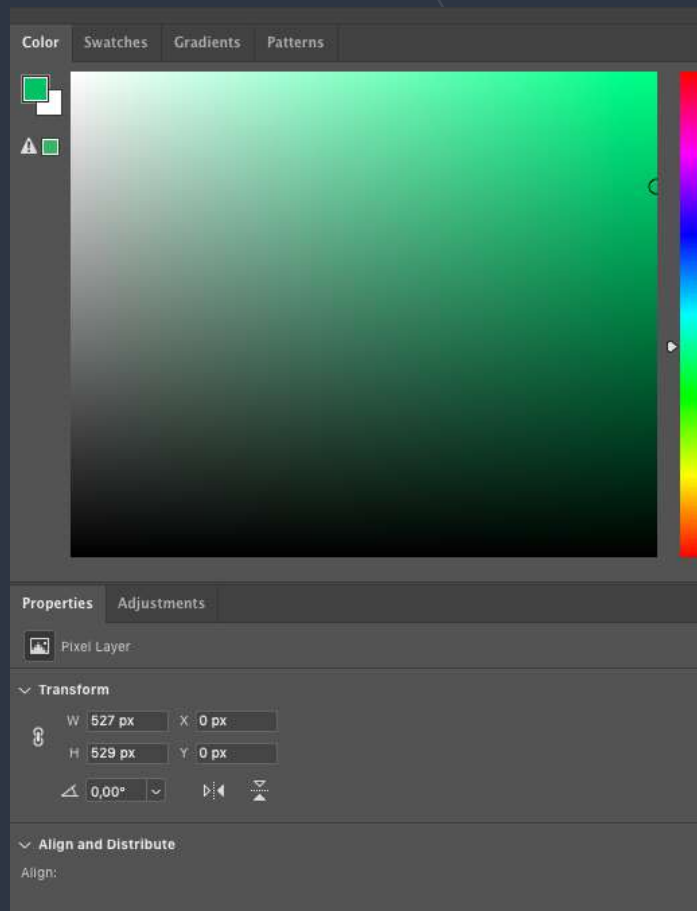 Color Swatches Gradients Patterns
Properties Adjustments
Pixel Layer
Transform
W 527 px X 0 px
H 529 px Y 0 px
0,00°
Align and Distribute
Align: